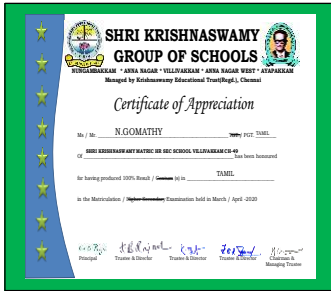 SHRI KRISHNASWAMY
GROUP OF SCHOOLS
NUNGAMBAKKAM * ANNA NAGAR * VILLIVAKKAM * ANNA NAGAR WEST * AYAPAKKAM
Managed by Krishnaswamy Educational Trust(Regd.), Chennai
Certificate of Appreciation
Ms / Mr. N.GOMATHY / PGT TAMIL
Of SHRI KRISHNASWAMY MATRIC HR SEC SCHOOL VILLIVAKKAM CH-49 has been honoured
for having produced 100% Result / Centum (s) in TAMIL
in the Matriculation / Higher Secondary Examination held in March / April -2020
Principal Trustee & Director Trustee & Director Trustee & Director Chairman &
Managing Trustee